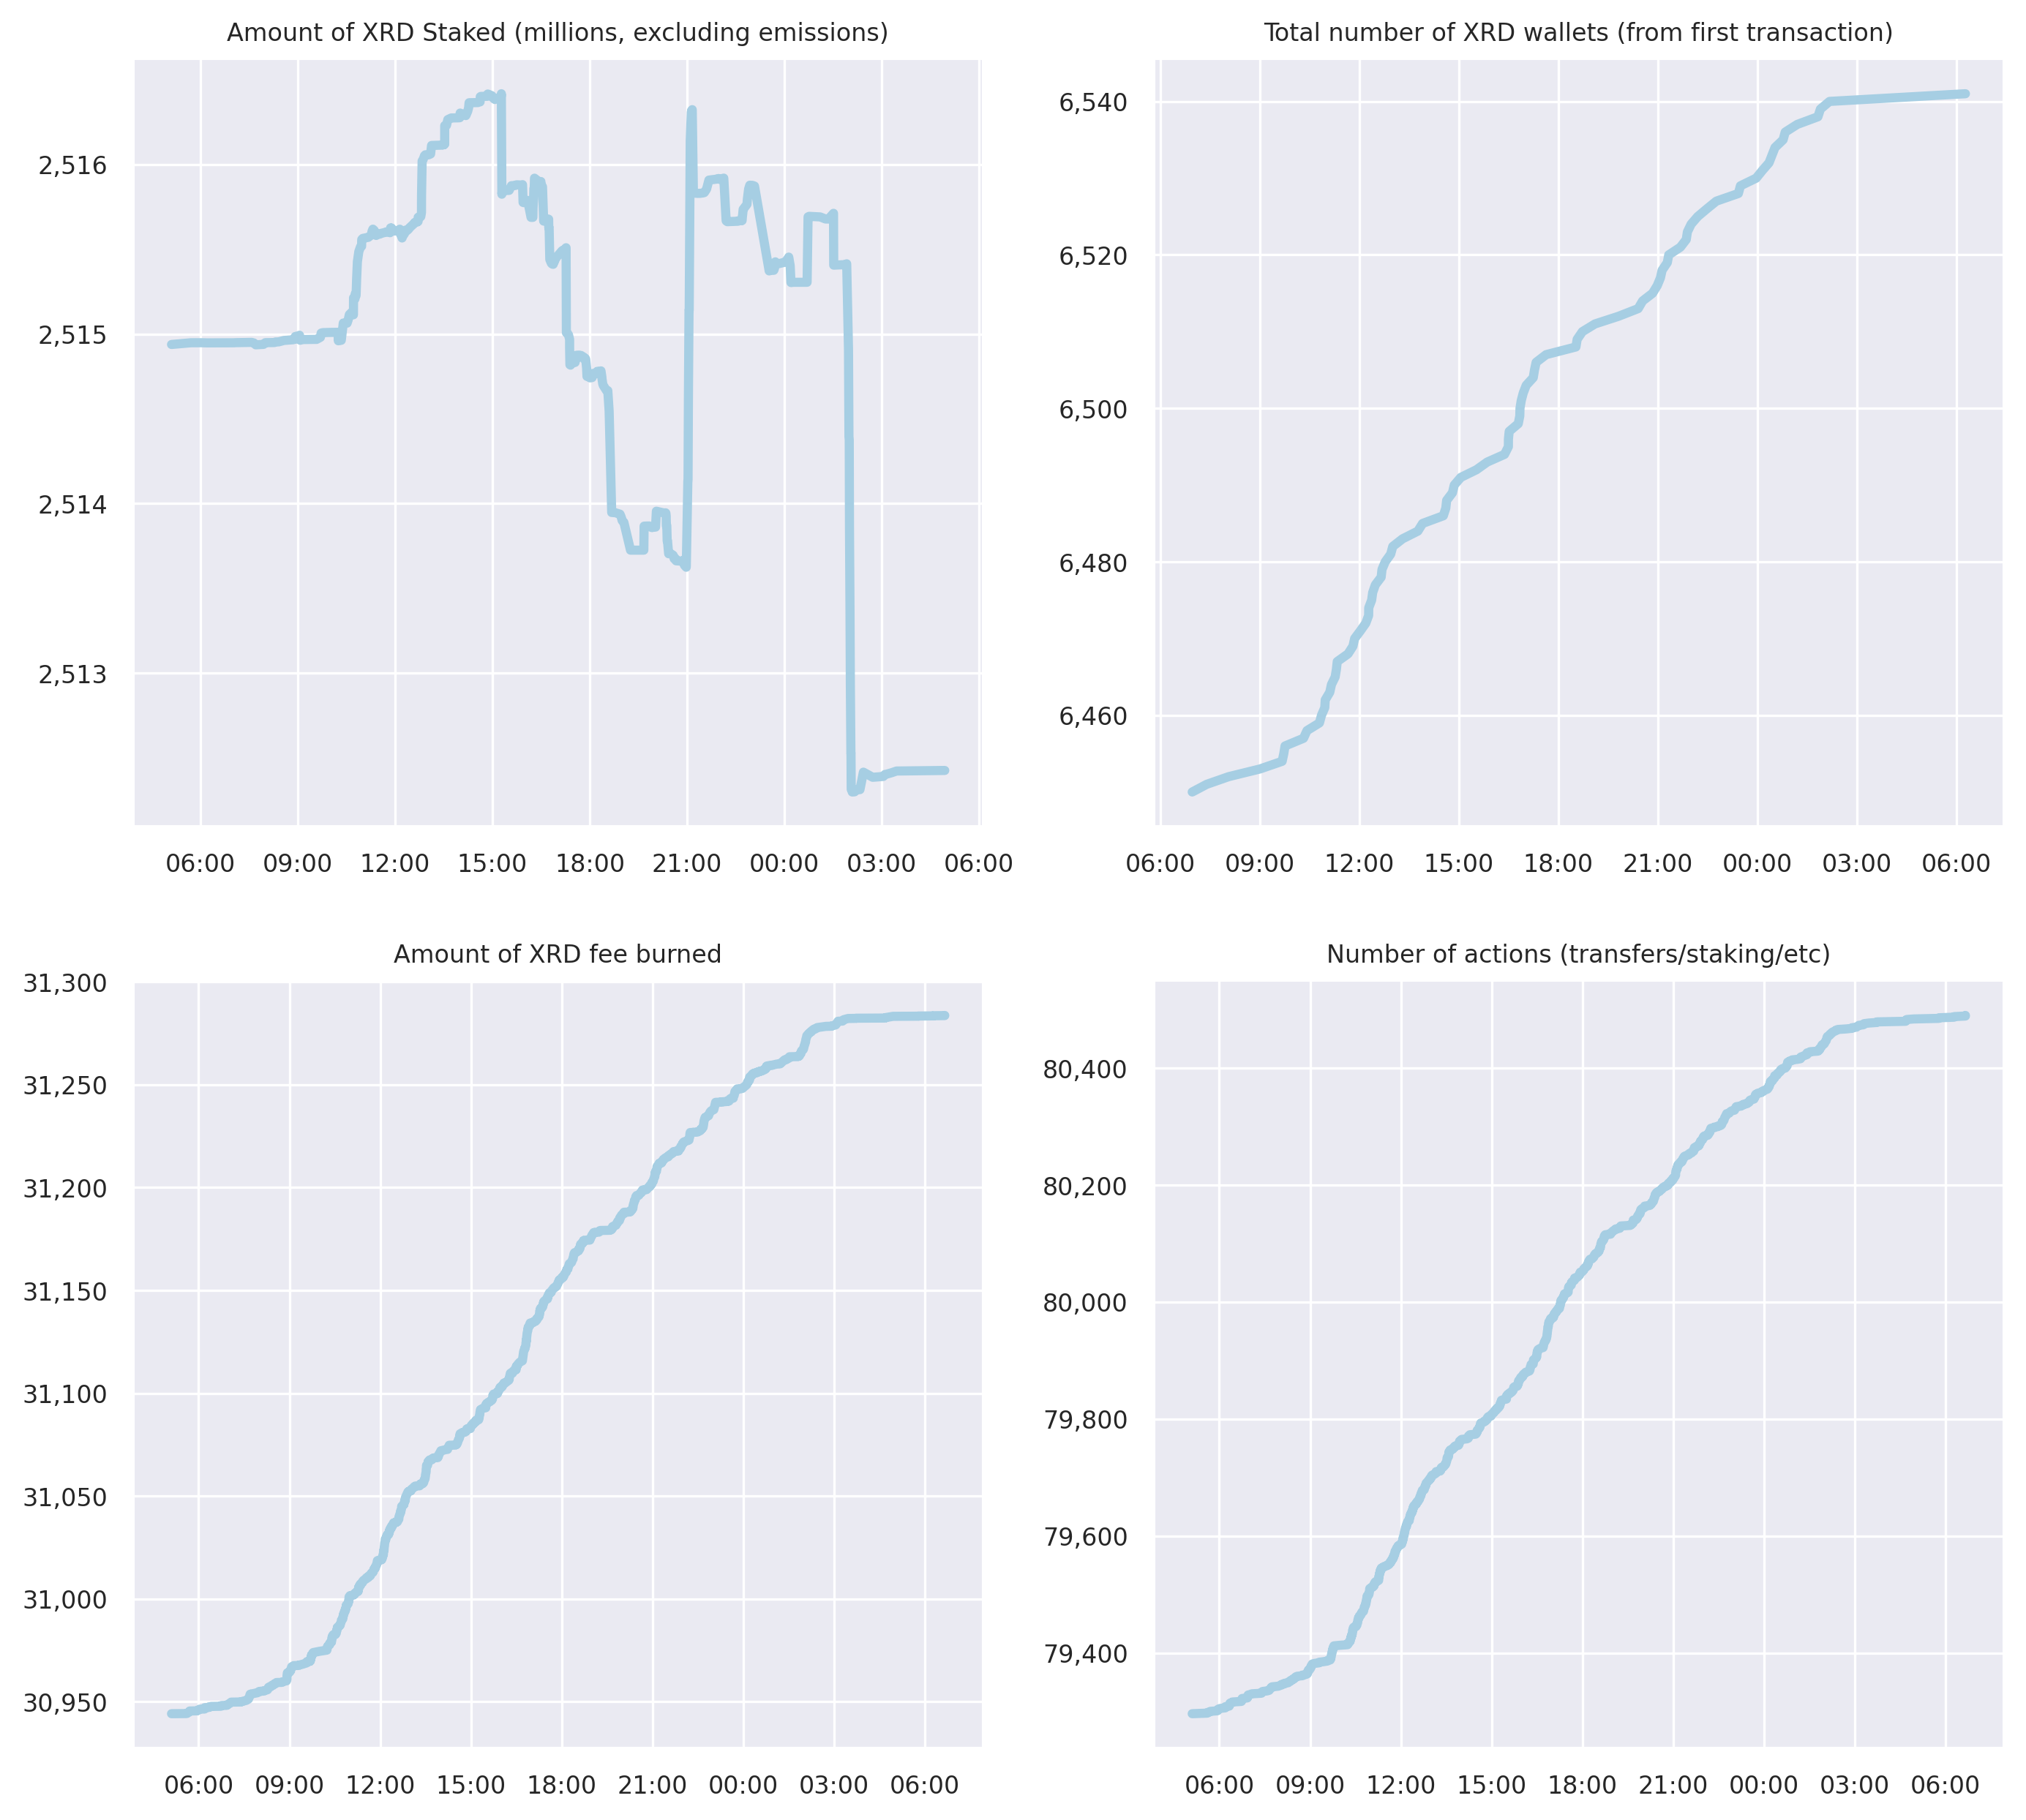 Amount of XRD Staked (millions, excluding emissions)
2,516
2,515
2,514
2,513
06:00 09:00 12:00 15:00 18:00 21:00 00:00 03:00 06:00
Total number of XRD wallets (from first transaction)
6,540
6,520
6,500
6,480
6,460
06:00 09:00 12:00 15:00 18:00 21:00 00:00 03:00 06:00
Amount of XRD fee burned
31,300
31,250
31,200
31,150
31,100
31,050
31,000
30,950
06:00 09:00 12:00 15:00 18:00 21:00 00:00 03:00 06:00
Number of actions (transfers/staking/etc)
80,400
80,200
80,000
79,800
79,600
79,400
06:00 09:00 12:00 15:00 18:00 21:00 00:00 03:00 06:00